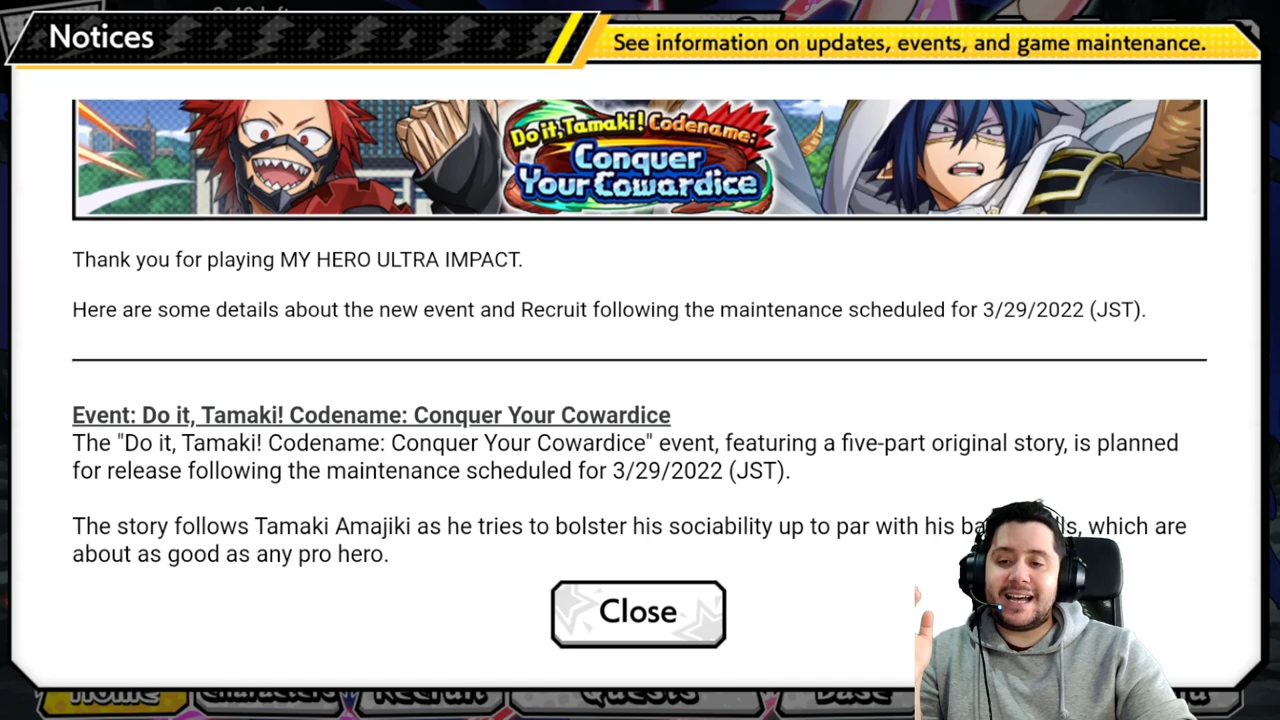 Notices
See information on updates, events, and game maintenance.
Do it, Tamaki! Codename:
Conquer
Your Cowardice
Thank you for playing MY HERO ULTRA IMPACT.
Here are some details about the new event and Recruit following the maintenance scheduled for 3/29/2022 (JST).
Event: Do it, Tamaki! Codename: Conquer Your Cowardice
The "Do it, Tamaki! Codename: Conquer Your Cowardice" event, featuring a five-part original story, is planned
for release following the maintenance scheduled for 3/29/2022 (JST).
The story follows Tamaki Amajiki as he tries to bolster his sociability up to par with his which are
about as good as any pro hero.
Close
Home Characters Recruit Quests Base